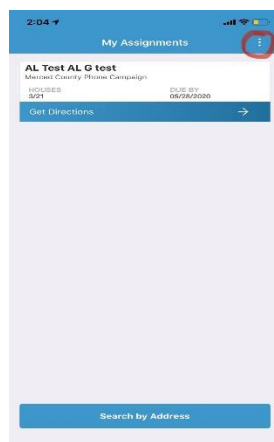 2:04
My Assignments
AL Test AL G test
Merced County Phone Campaign
HOUSES DUE BY
3/21 05/28/2020
Get Directions
Search by Address